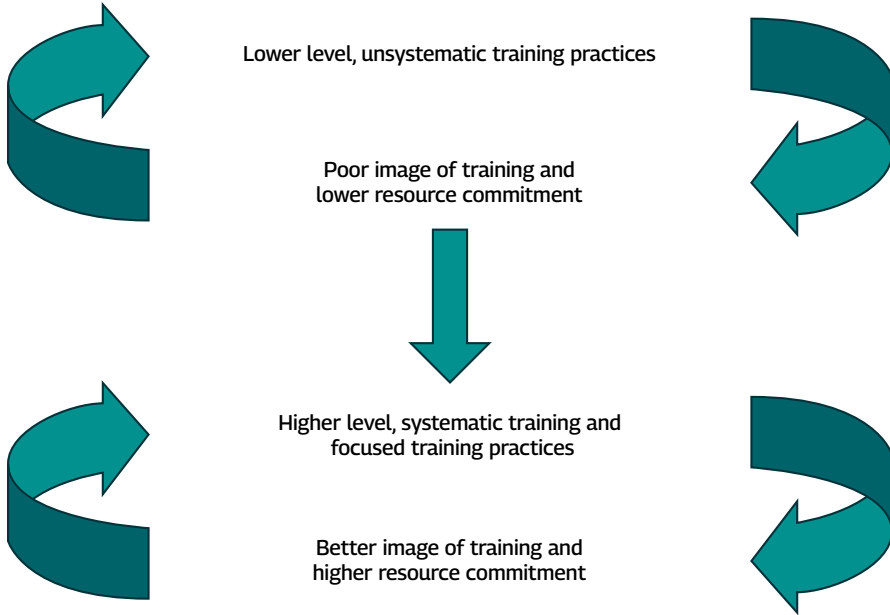 Lower level, unsystematic training practices
Poor image of training and
lower resource commitment
Higher level, systematic training and
focused training practices
Better image of training and
higher resource commitment